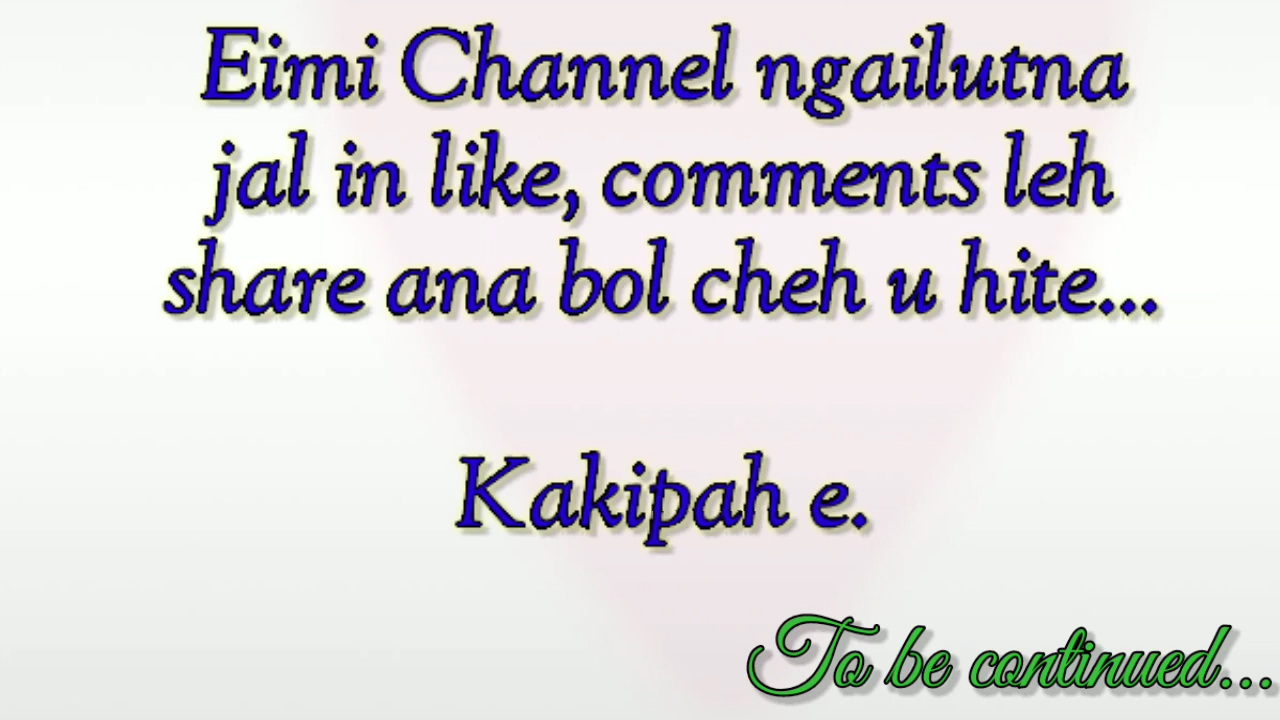 Eimi Channel ngailutna
jal in like, comments leh
share ana bol cheh u hite...
Kakipah e.
To be continued...